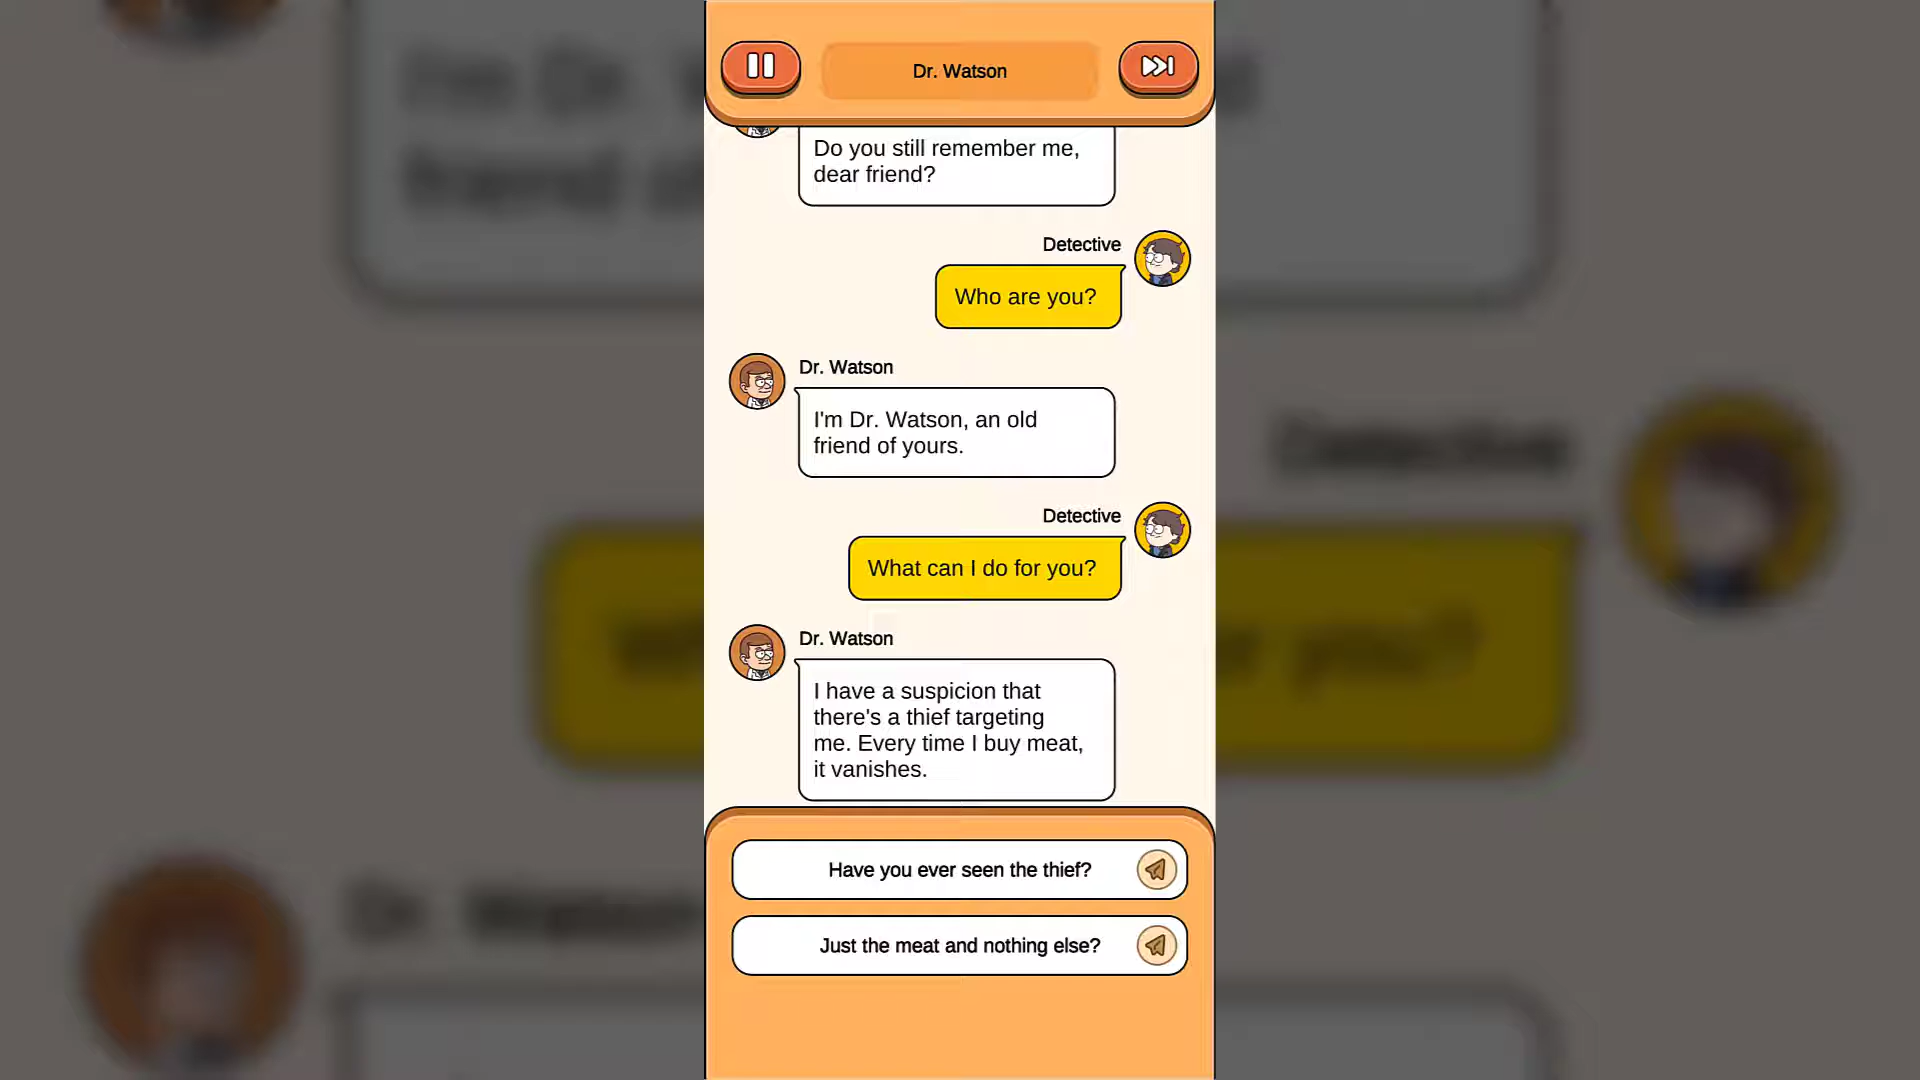 Dr. Watson
Do you still remember me,
dear friend?
Detective
Who are you?
Dr. Watson
I'm Dr. Watson, an old
friend of yours.
Detective
What can I do for you?
Dr. Watson
I have a suspicion that
there's a thief targeting
me. Every time I buy meat,
it vanishes.
Have you ever seen the thief?
Just the meat and nothing else?